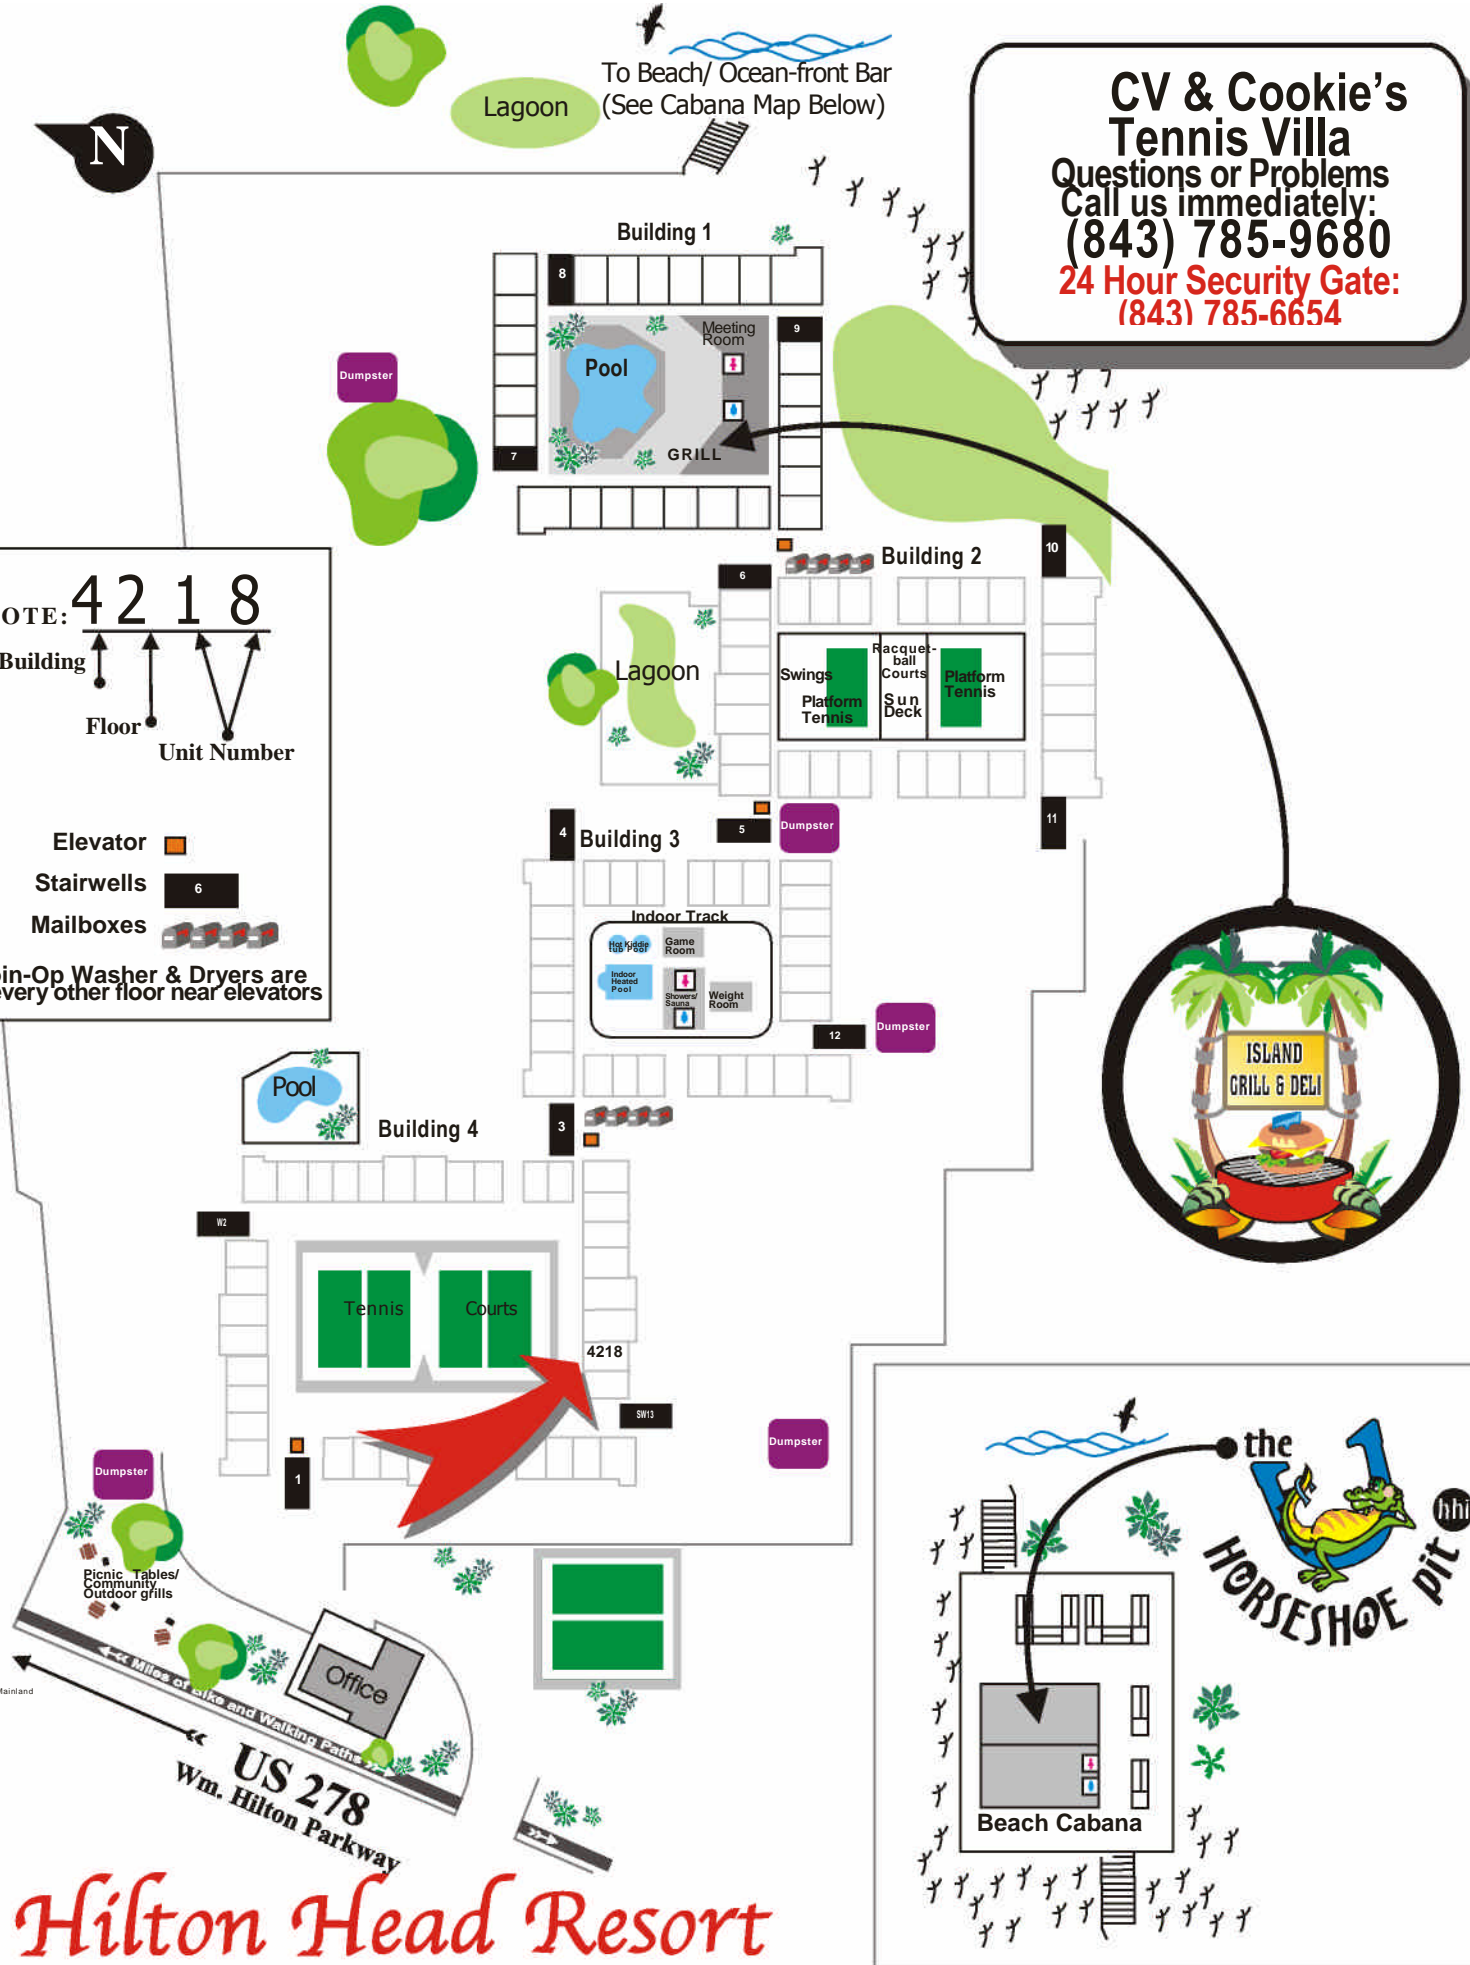 To Beach/ Ocean-front Bar
(See Cabana Map Below)
Lagoon
N
CV & Cookie's
Tennis Villa
Questions or Problems
Call us immediately:
(843) 785-9680
24 Hour Security Gate:
(843) 785-6654
Building 1
8
Meeting
Room
9
Pool
Dumpster
GRILL
7
OTE: 4 2 1 8
Building
Floor
Unit Number
Elevator
Stairwells 6
Mailboxes
oin-Op Washer & Dryers are
every other floor near elevators
Building 2
10
6
Lagoon
Swings
Platform
Tennis
Racquet-
ball
Courts
Sun
Deck
Platform
Tennis
5
Dumpster
11
4
Building 3
Indoor Track
Hot Kiddie
tub Pool
Game
Room
Indoor
Heated
Pool
Showers/
Sauna
Weight
Room
12
Dumpster
ISLAND
GRILL & DELI
Pool
Building 4
3
W2
Tennis Courts
4218
SW13
Dumpster
1
Dumpster
Picnic Tables/
Community
Outdoor grills
Office
Miles of Bike and Walking Paths
Mainland
US 278
Wm. Hilton Parkway
the
HORSESHOE pit
hhi
Beach Cabana
Hilton Head Resort